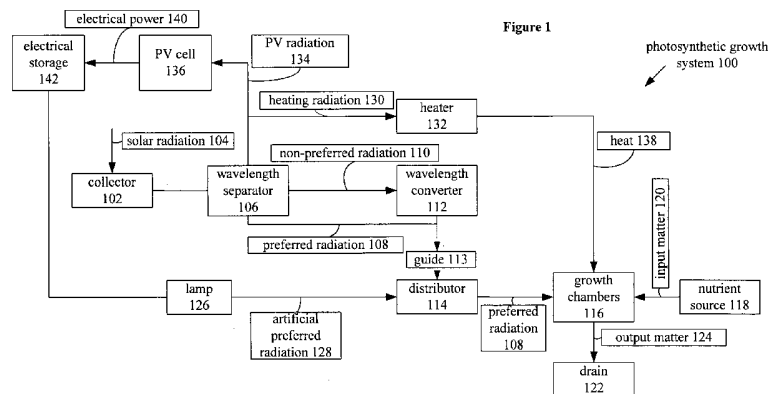 Figure 1
photosynthetic growth
system 100
electrical power 140
electrical
storage
142
PV cell
136
PV radiation
134
heating radiation 130
heater
132
heat 138
solar radiation 104
collector
102
wavelength
separator
106
non-preferred radiation 110
wavelength
converter
112
preferred radiation 108
guide 113
input matter 120
lamp
126
artificial
preferred
radiation 128
distributor
114
preferred
radiation
108
growth
chambers
116
nutrient
source 118
output matter 124
drain
122